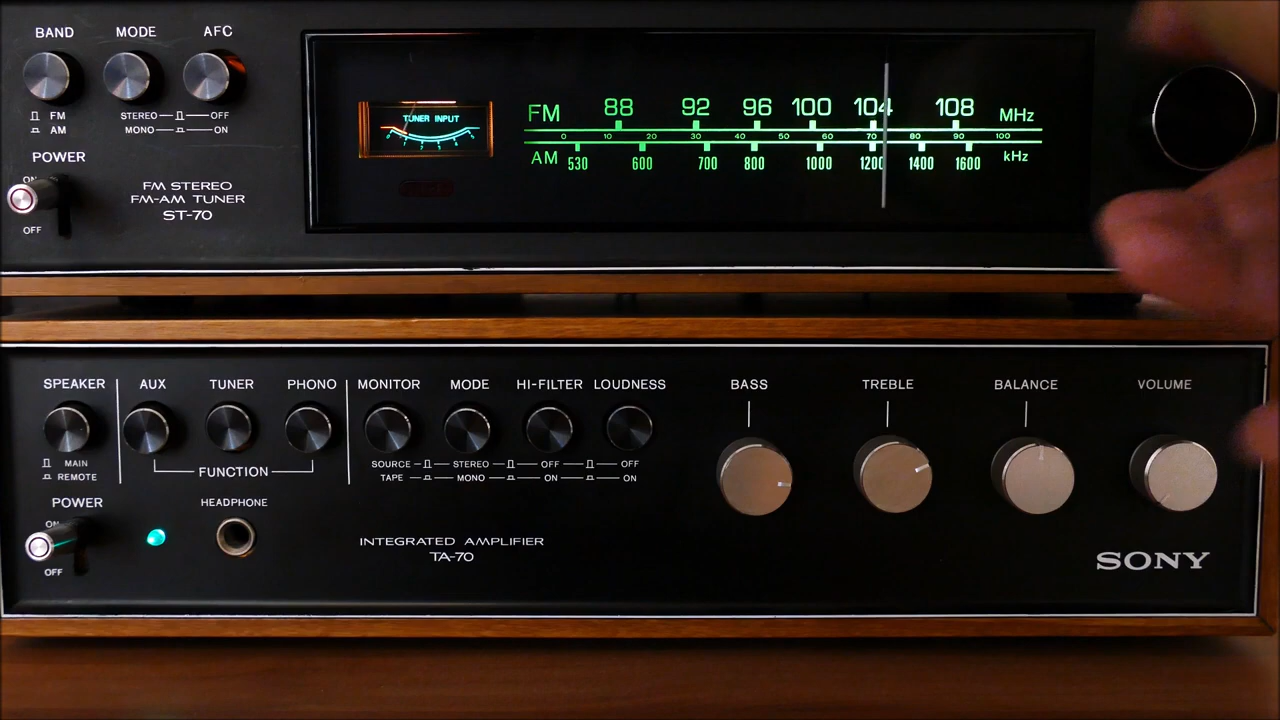 BAND MODE AFC
FM STEREO OFF
AM MONO ON
POWER
ON
OFF
FM STEREO
FM-AM TUNER
ST-70
TUNER INPUT
FM 88 92 96 100 104 108 MHz
0 10 20 30 40 50 60 70 80 90 100
AM 530 600 700 800 1000 1200 1400 1600 kHz
SPEAKER AUX TUNER PHONO MONITOR MODE HI-FILTER LOUDNESS BASS TREBLE BALANCE VOLUME
MAIN SOURCE STEREO OFF OFF
REMOTE TAPE MONO ON ON
FUNCTION
POWER HEADPHONE
ON
OFF
INTEGRATED AMPLIFIER
TA-70
SONY